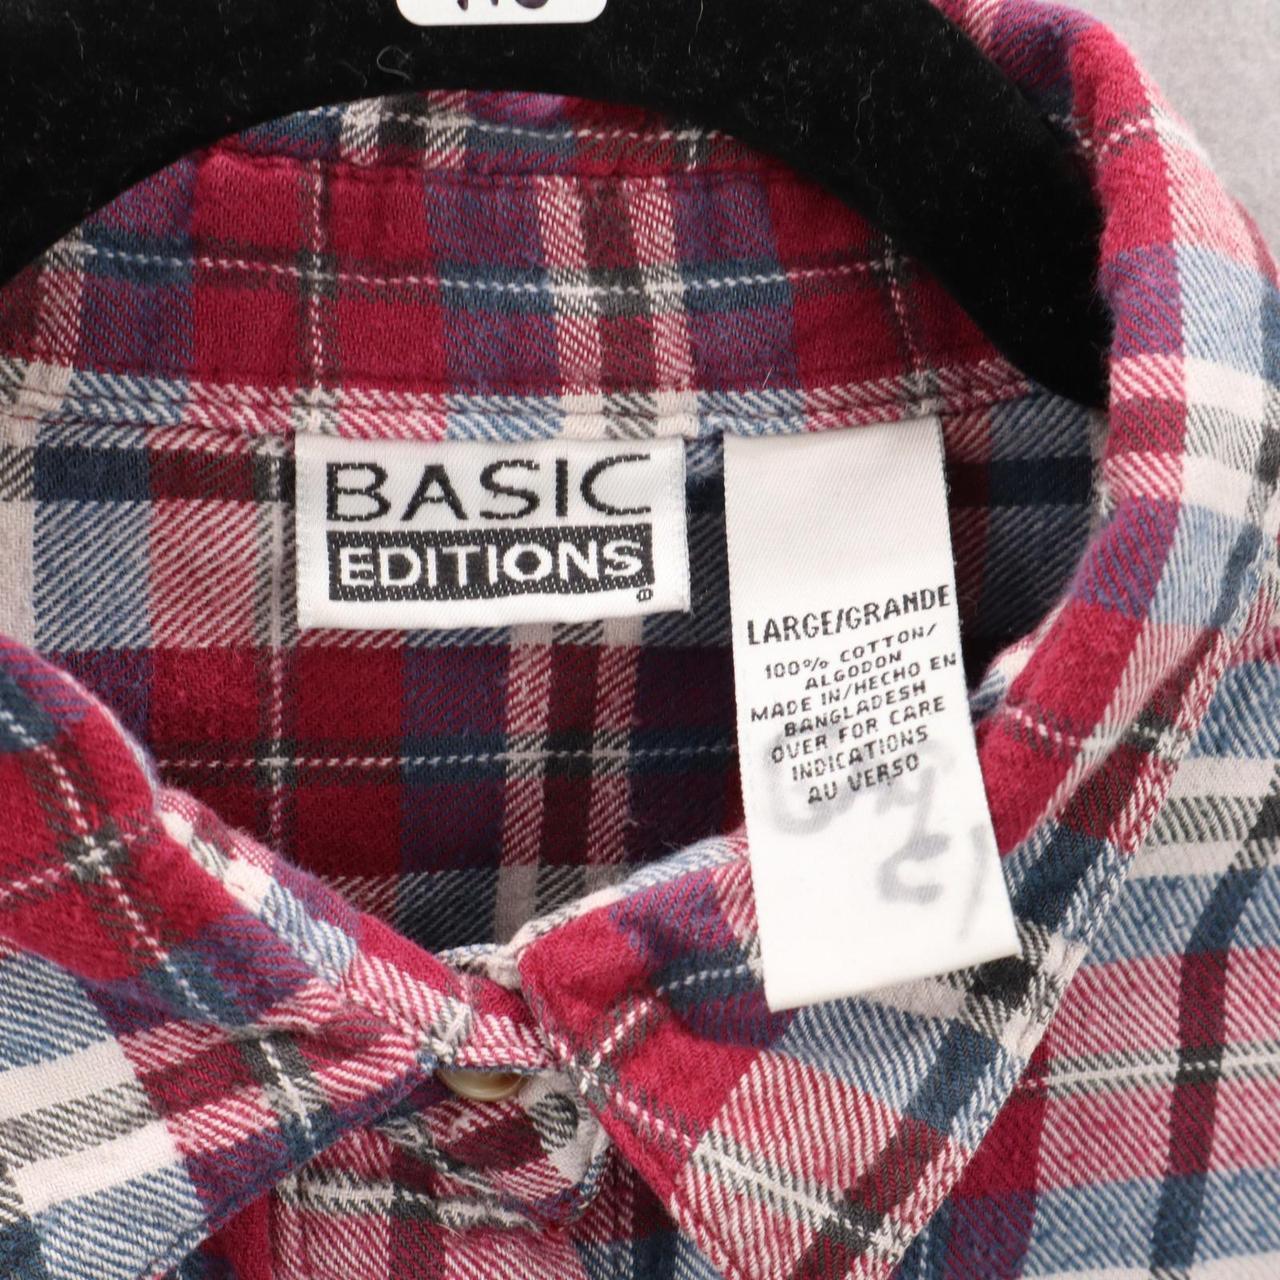 BASIC
EDITIONS
®
LARGE/GRANDE
100% COTTON/
ALGODON
MADE IN/HECHO EN
BANGLADESH
OVER FOR CARE
INDICATIONS
AU VERSO